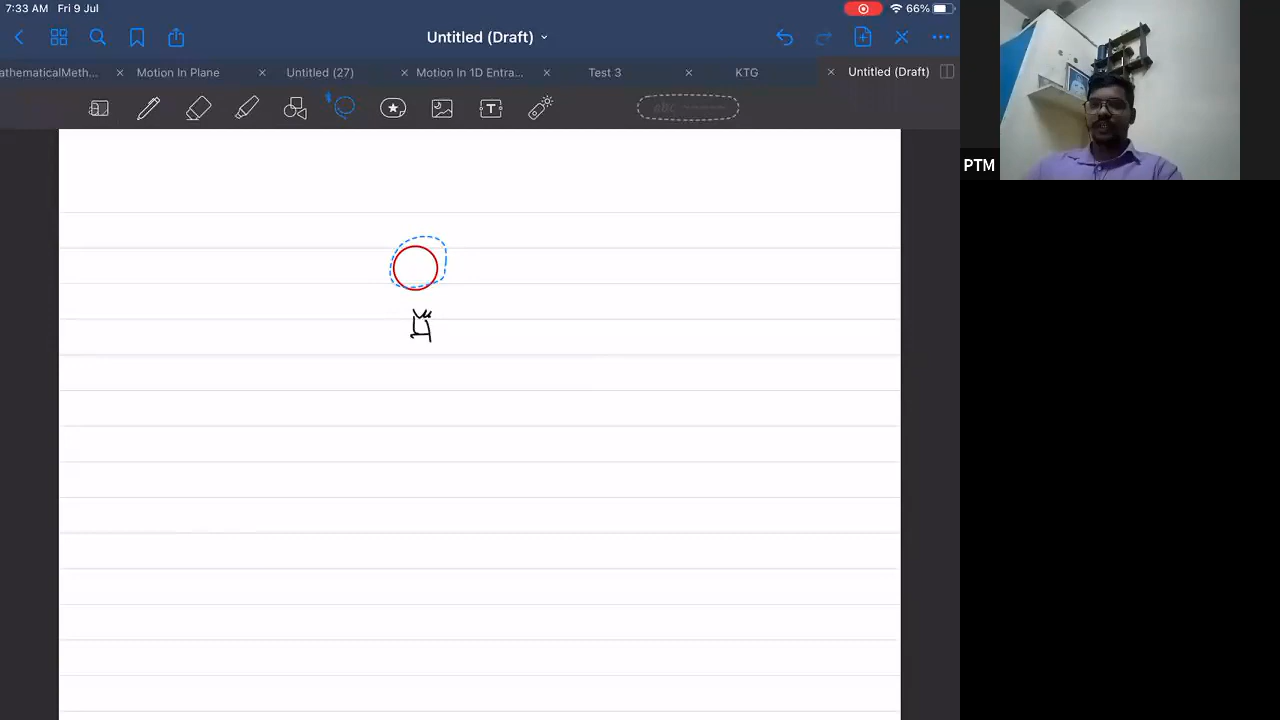 7:33 AM Fri 9 Jul 66%
Untitled (Draft)
athematicalMeth... Motion In Plane Untitled (27) Motion In 1D Entra... Test 3 KTG Untitled (Draft)
T
PTM